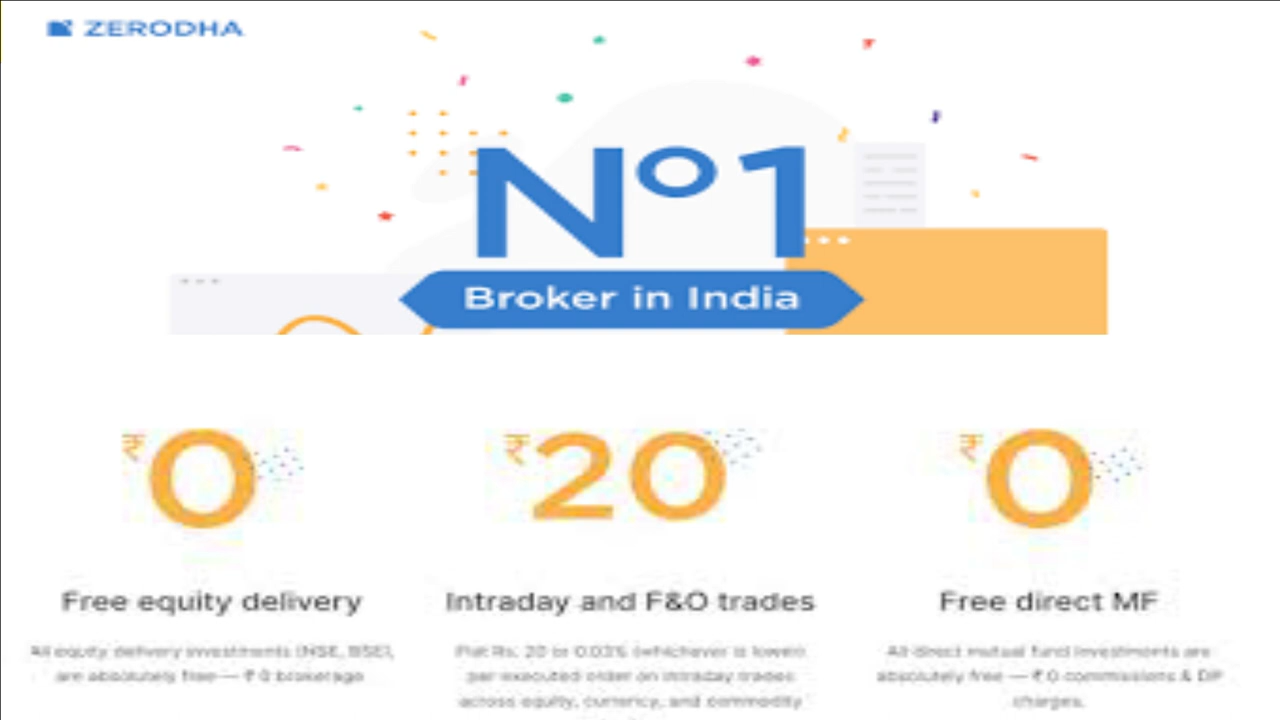 ZERODHA
Nº1
Broker in India
₹0
₹20
₹0
Free equity delivery
Intraday and F&O trades
Free direct MF
All equity delivery investments (NSE, BSE),
are absolutely free — ₹ 0 brokerage.
Flat Rs. 20 or 0.03% (whichever is lower)
per executed order on intraday trades
across equity, currency, and commodity
All direct mutual fund investments are
absolutely free — ₹ 0 commissions & DP
charges.